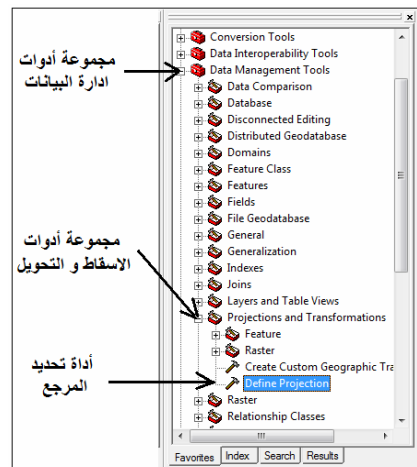 Conversion Tools
Data Interoperability Tools
Data Management Tools
Data Comparison
Database
Disconnected Editing
Distributed Geodatabase
Domains
Feature Class
Features
Fields
File Geodatabase
General
Generalization
Indexes
Joins
Layers and Table Views
Projections and Transformations
Feature
Raster
Create Custom Geographic Tra
Define Projection
Raster
Relationship Classes
Favorites Index Search Results
مجموعة أدوات
ادارة البيانات
مجموعة أدوات
الاسقاط و التحويل
أداة تحديد
المرجع